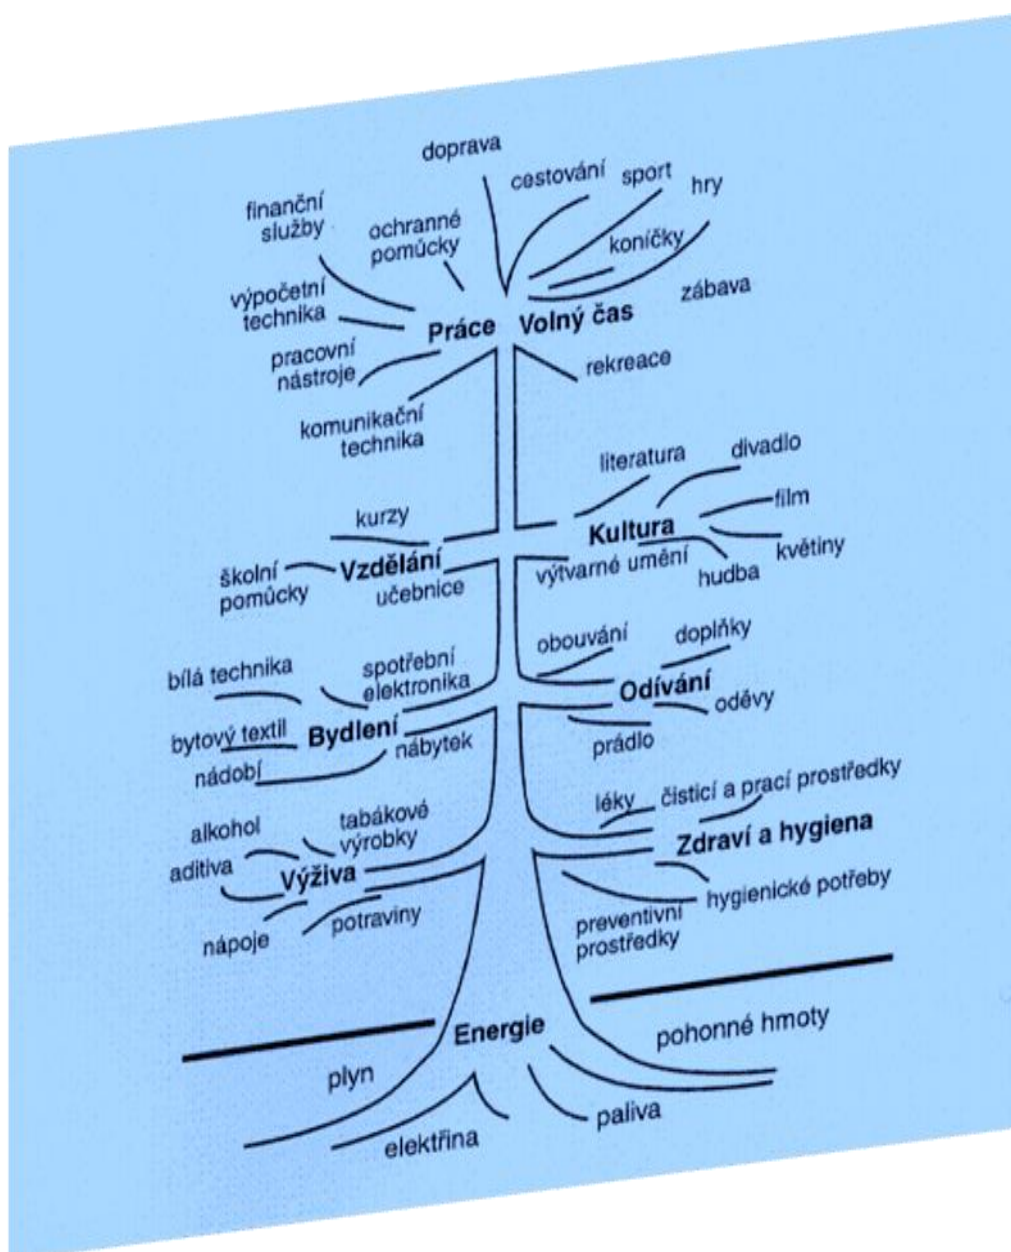 doprava
cestování
sport
hry
finanční
služby
ochranné
pomůcky
koníčky
výpočetní
technika
zábava
Práce
Volný čas
pracovní
nástroje
rekreace
komunikační
technika
literatura
divadlo
film
kurzy
Kultura
květiny
školní
pomůcky
Vzdělání
učebnice
výtvarné umění
hudba
obouvání
doplňky
bílá technika
spotřební
elektronika
Odívání
oděvy
bytový textil
Bydlení
nábytek
prádlo
nádobí
léky
čisticí a prací prostředky
alkohol
tabákové
výrobky
Zdraví a hygiena
aditiva
Výživa
hygienické potřeby
nápoje
potraviny
preventivní
prostředky
Energie
pohonné hmoty
plyn
paliva
elektřina